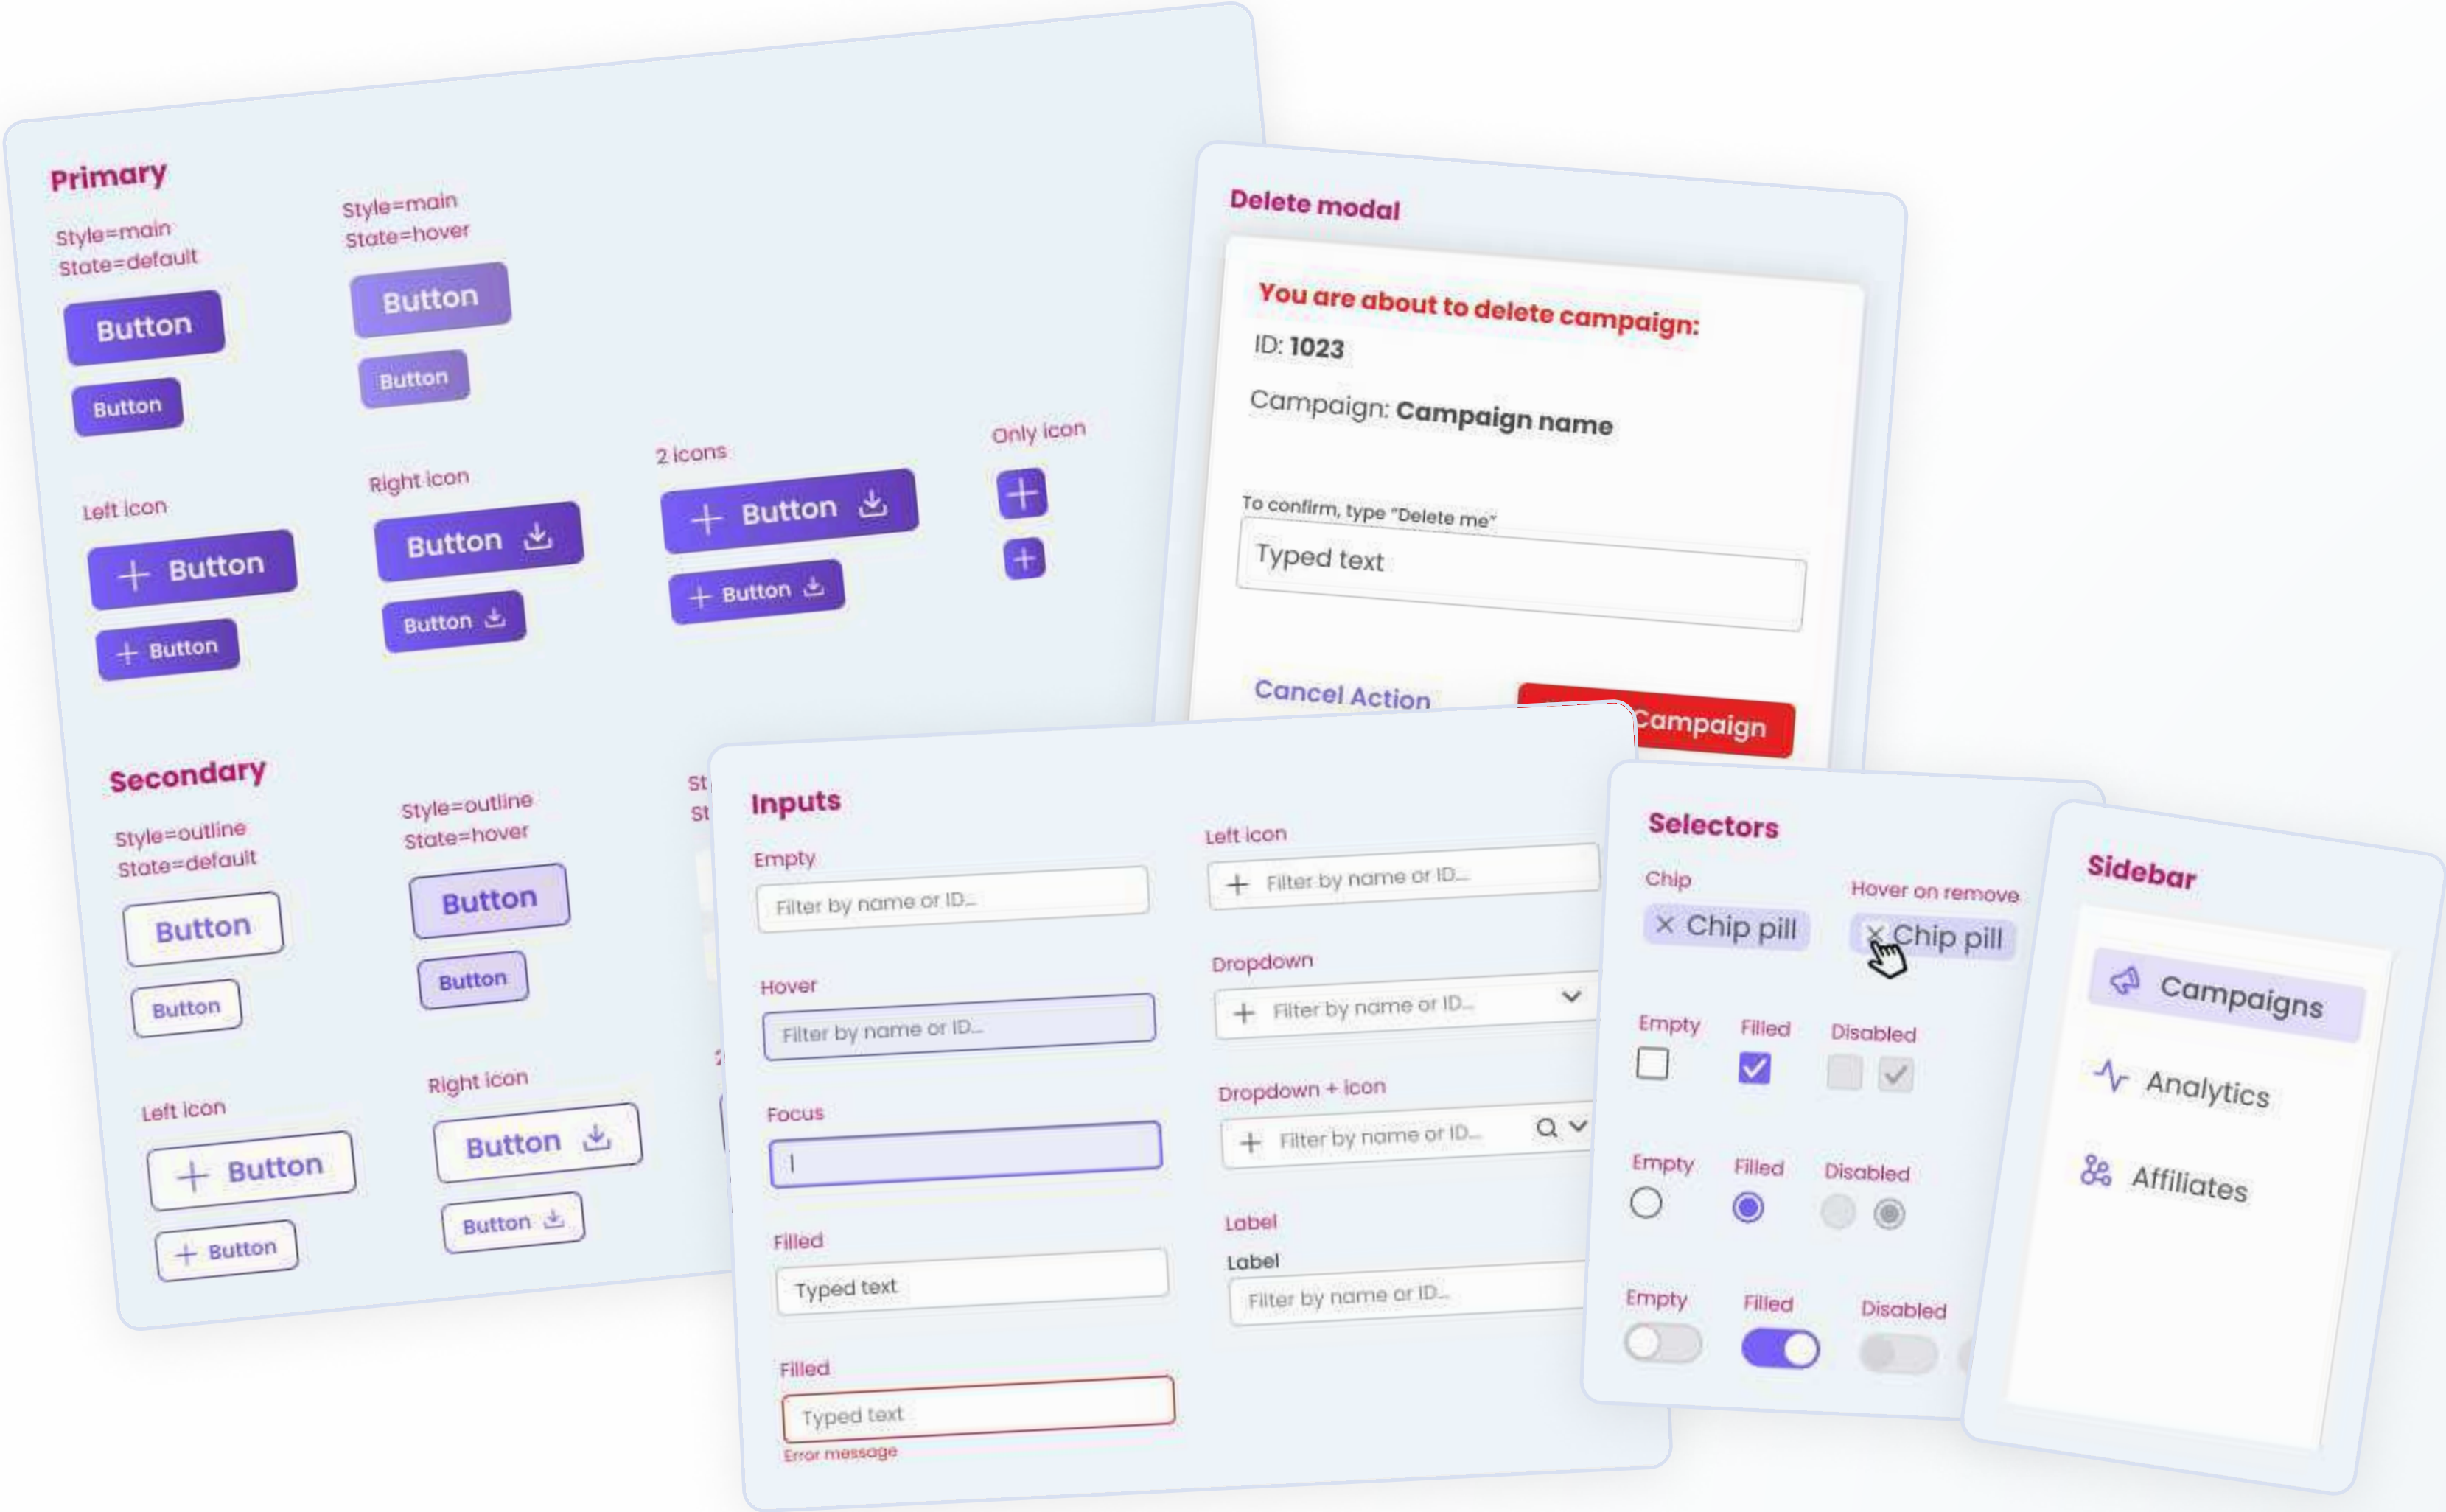 Primary
Style=main
State=default
Button
Button
Style=main
State=hover
Button
Button
Left icon
Button
Button
Right icon
Button
Button
2 icons
Button
Button
Only icon
Secondary
Style=outline
State=default
Button
Button
Style=outline
State=hover
Button
Button
St
St
Left icon
Button
Button
Right icon
Button
Button
Delete modal
You are about to delete campaign:
ID: 1023
Campaign: Campaign name
To confirm, type "Delete me"
Typed text
Cancel Action
Campaign
Inputs
Empty
Filter by name or ID...
Hover
Filter by name or ID...
Focus
Filled
Typed text
Filled
Typed text
Error message
Left icon
Filter by name or ID...
Dropdown
Filter by name or ID...
Dropdown + icon
Filter by name or ID...
Label
Label
Filter by name or ID...
Selectors
Chip
Chip pill
Hover on remove
Chip pill
Empty
Filled
Disabled
Empty
Filled
Disabled
Empty
Filled
Disabled
Sidebar
Campaigns
Analytics
Affiliates